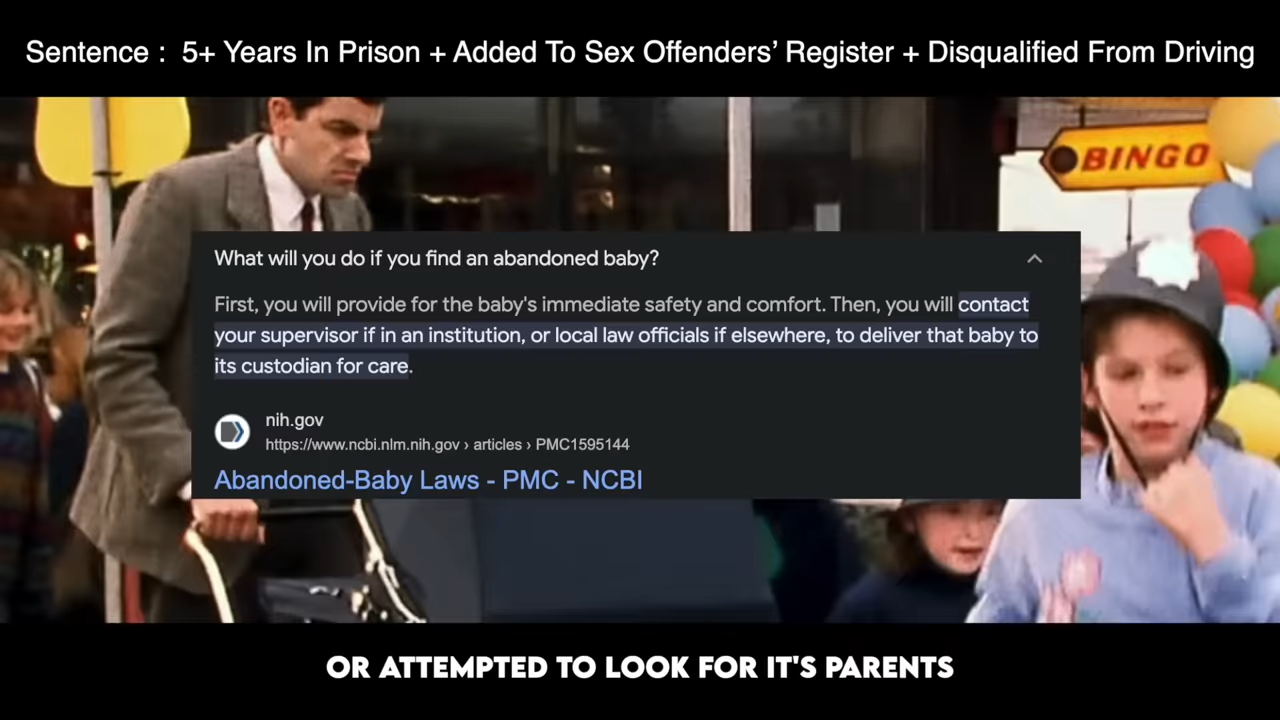 Sentence :  5+ Years In Prison + Added To Sex Offenders’ Register + Disqualified From Driving
BINGO
What will you do if you find an abandoned baby?
First, you will provide for the baby's immediate safety and comfort. Then, you will contact
your supervisor if in an institution, or local law officials if elsewhere, to deliver that baby to
its custodian for care.
nih.gov
https://www.ncbi.nlm.nih.gov › articles › PMC1595144
Abandoned-Baby Laws - PMC - NCBI
OR ATTEMPTED TO LOOK FOR IT'S PARENTS